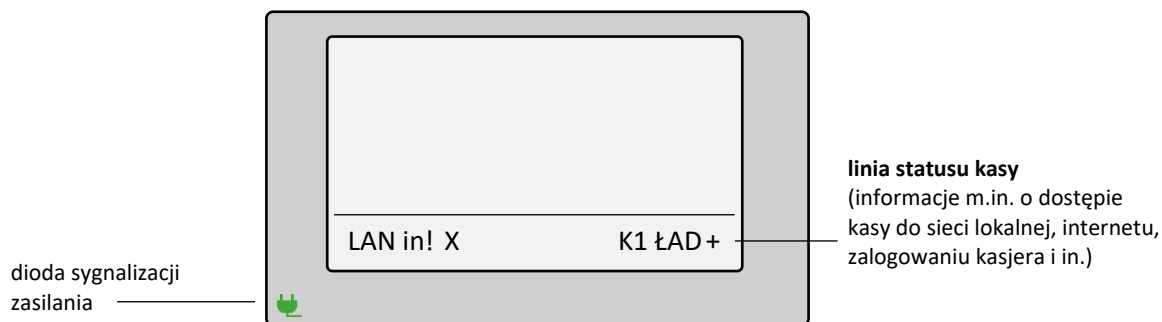 linia statusu kasy
(informacje m.in. o dostępie
kasy do sieci lokalnej, internetu,
zalogowaniu kasjera i in.)
LAN in! X K1 ŁAD +
dioda sygnalizacji
zasilania